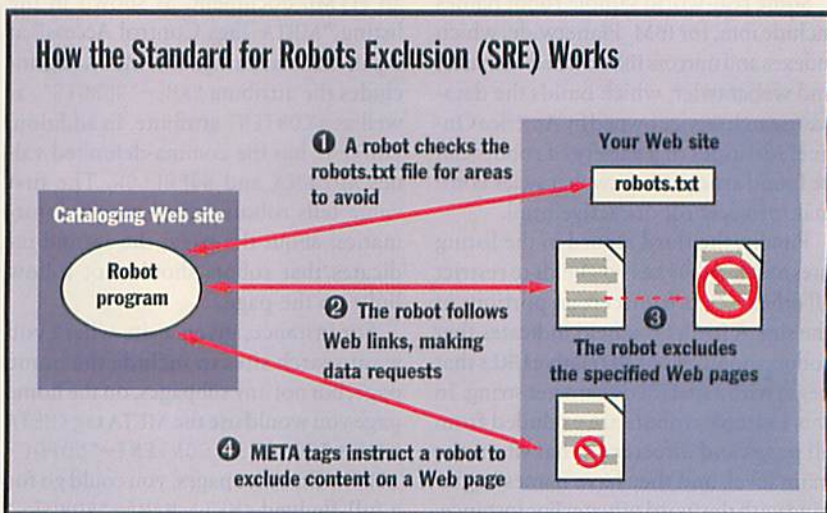 How the Standard for Robots Exclusion (SRE) Works
❶ A robot checks the
robots.txt file for areas
to avoid
Your Web site
robots.txt
Cataloging Web site
Robot
program
❷ The robot follows
Web links, making
data requests
❸
The robot excludes
the specified Web pages
❹ META tags instruct a robot to
exclude content on a Web page